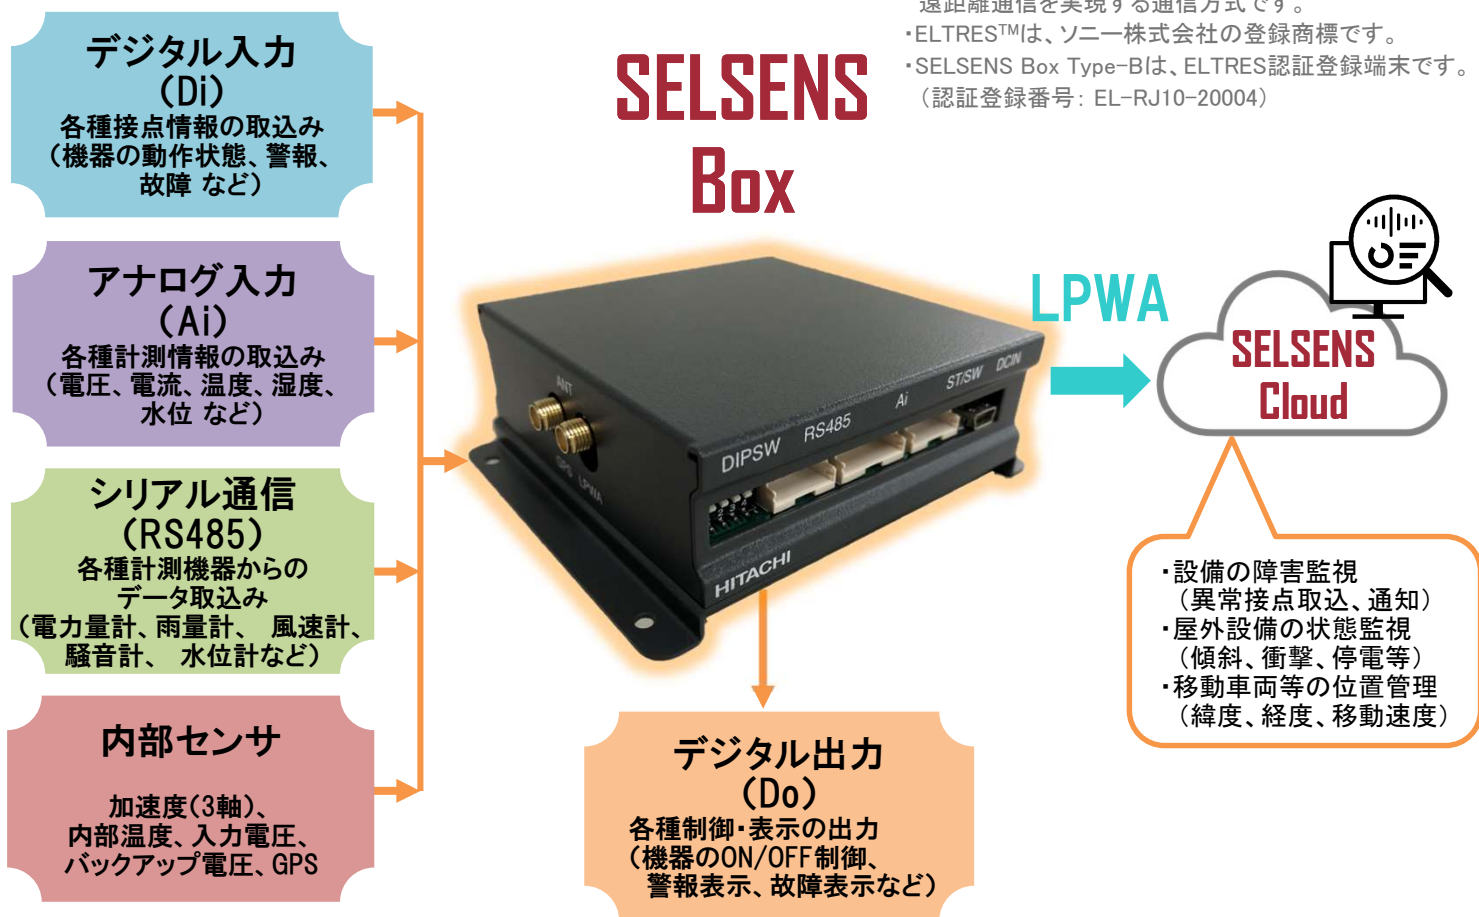 遠距離通信を実現する通信方式です。
・ELTRES™は、ソニー株式会社の登録商標です。
・SELSENS Box Type-Bは、ELTRES認証登録端末です。
（認証登録番号： EL-RJ10-20004）
SELSENS
Box
デジタル入力
（Di）
各種接点情報の取込み
（機器の動作状態、警報、
故障 など）
アナログ入力
（Ai）
各種計測情報の取込み
（電圧、電流、温度、湿度、
水位 など）
シリアル通信
（RS485）
各種計測機器からの
データ取込み
（電力量計、雨量計、 風速計、
騒音計、 水位計など）
内部センサ
加速度（3軸）、
内部温度、入力電圧、
バックアップ電圧、GPS
ANT
GPS LPWA
DIPSW RS485 Ai ST/SW DCIN
HITACHI
デジタル出力
（Do）
各種制御・表示の出力
（機器のON/OFF制御、
警報表示、故障表示など）
LPWA
SELSENS
Cloud
・設備の障害監視
（異常接点取込、通知）
・屋外設備の状態監視
（傾斜、衝撃、停電等）
・移動車両等の位置管理
（緯度、経度、移動速度）